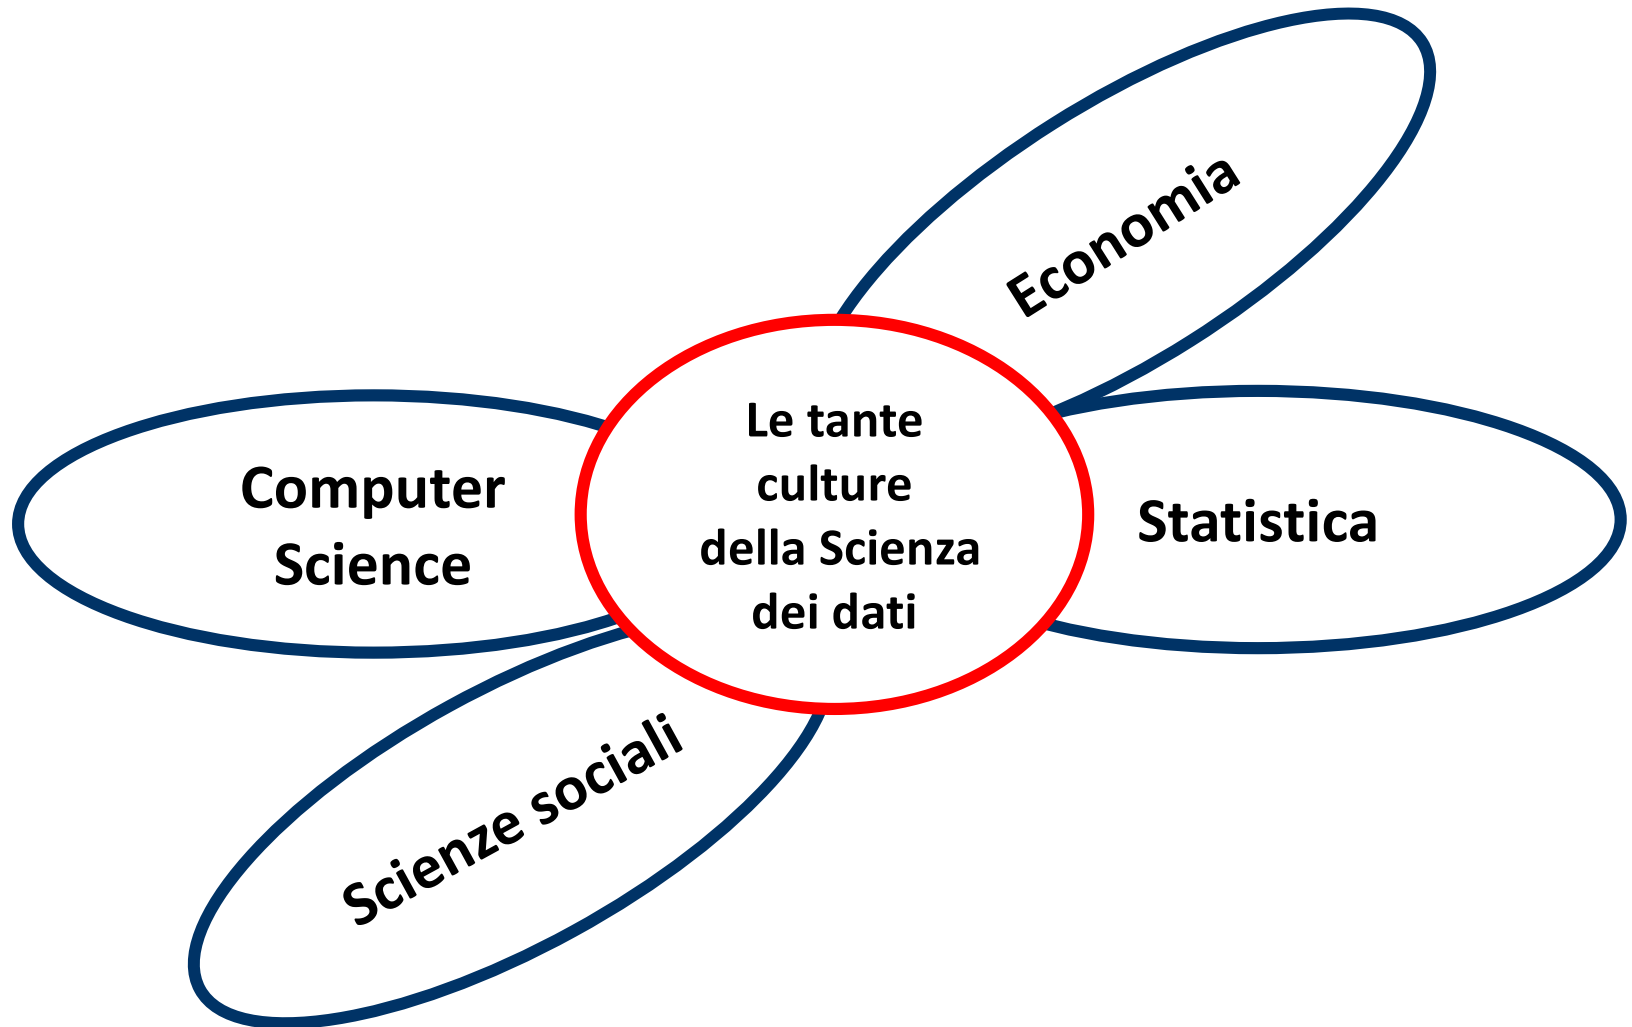 Economia
Le tante
culture
della Scienza
dei dati
Computer
Science
Statistica
Scienze sociali